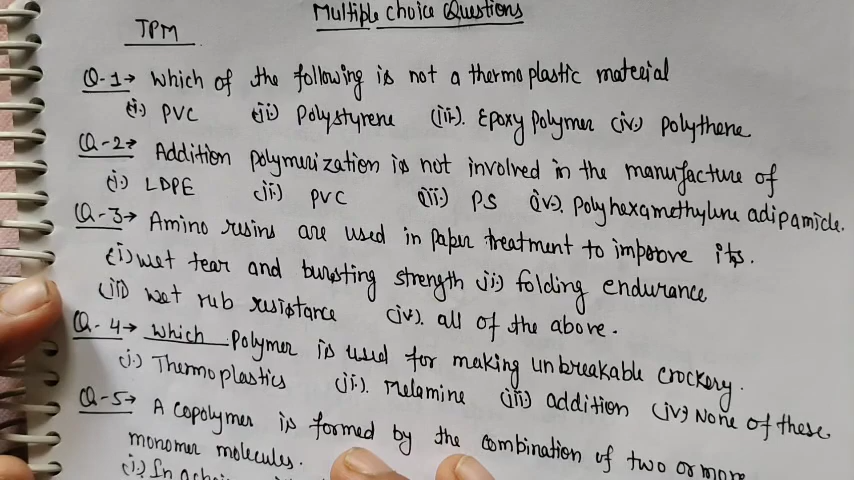 Multiple choice Questions
TPM
Q-1→ which of the following is not a thermoplastic material
(i.) PVC (ii) Polystyrene (iii). Epoxy Polymer (iv.) polythene
Q-2→ Addition polymerization is not involved in the manufacture of
(i.) LDPE (ii.) PVC (iii.) PS (iv.). Polyhexamethylene adipamide.
Q-3→ Amino resins are used in paper treatment to improve its.
(i) wet tear and bursting strength (ii) folding endurance
(iii) wet rub resistance (iv). all of the above.
Q-4→ which Polymer is used for making unbreakable crockery.
(i.) Thermoplastics (ii). Melamine (iii) addition (iv) None of these
Q-5→ A copolymer is formed by the combination of two or more
monomer molecules.
(i.) In a